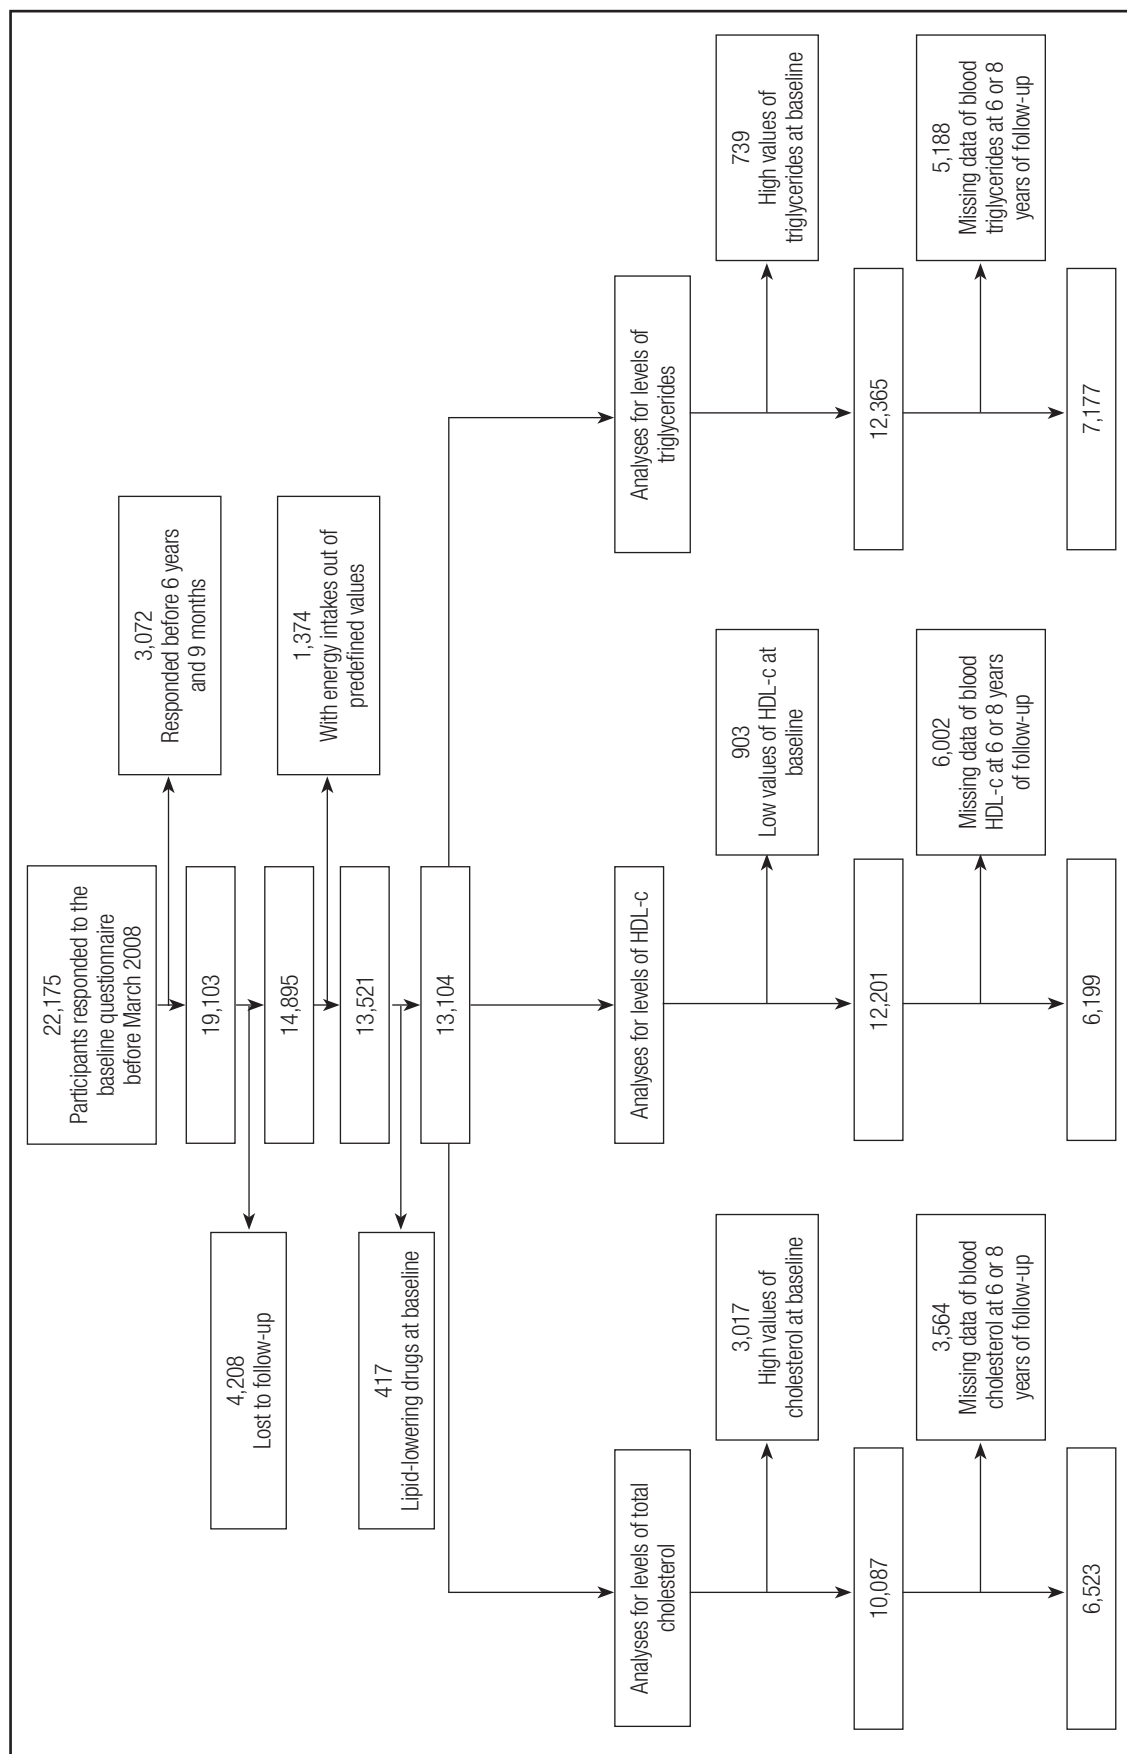 22,175
Participants responded to the
baseline questionnaire
before March 2008
3,072
Responded before 6 years
and 9 months
19,103
4,208
Lost to follow-up
14,895
1,374
With energy intakes out of
predefined values
13,521
417
Lipid-lowering drugs at baseline
13,104
Analyses for levels of total
cholesterol
Analyses for levels of HDL-c
Analyses for levels of
triglycerides
3,017
High values of
cholesterol at baseline
903
Low values of HDL-c at
baseline
739
High values of
triglycerides at baseline
10,087
12,201
12,365
3,564
Missing data of blood
cholesterol at 6 or 8
years of follow-up
6,002
Missing data of blood
HDL-c at 6 or 8 years
of follow-up
5,188
Missing data of blood
triglycerides at 6 or 8
years of follow-up
6,523
6,199
7,177